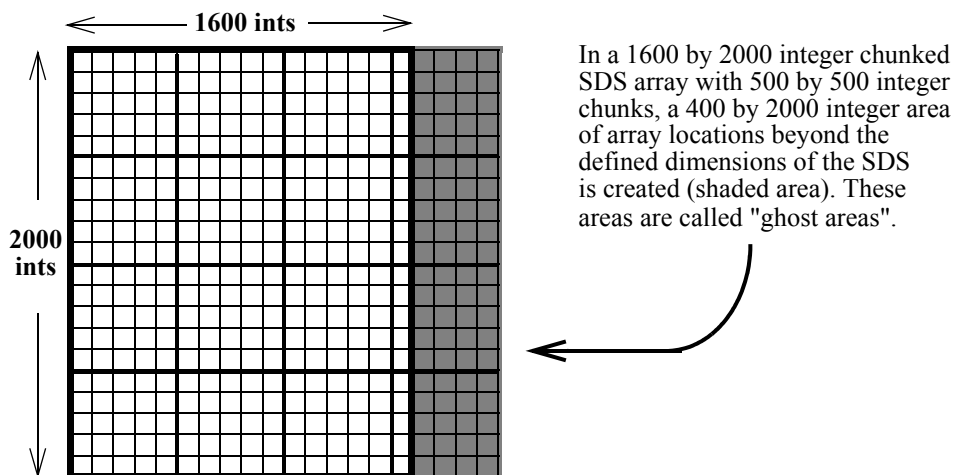 1600 ints
In a 1600 by 2000 integer chunked
SDS array with 500 by 500 integer
chunks, a 400 by 2000 integer area
of array locations beyond the
defined dimensions of the SDS
is created (shaded area). These
areas are called "ghost areas".
2000
ints